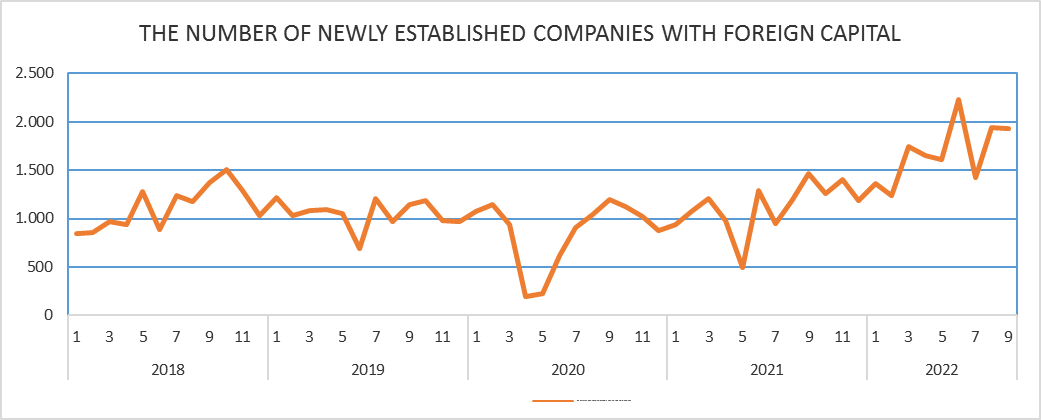 THE NUMBER OF NEWLY ESTABLISHED COMPANIES WITH FOREIGN CAPITAL
2.500
2.000
1.500
1.000
500
0
1 3 5 7 9 11 1 3 5 7 9 11 1 3 5 7 9 11 1 3 5 7 9 11 1 3 5 7 9
2018 2019 2020 2021 2022